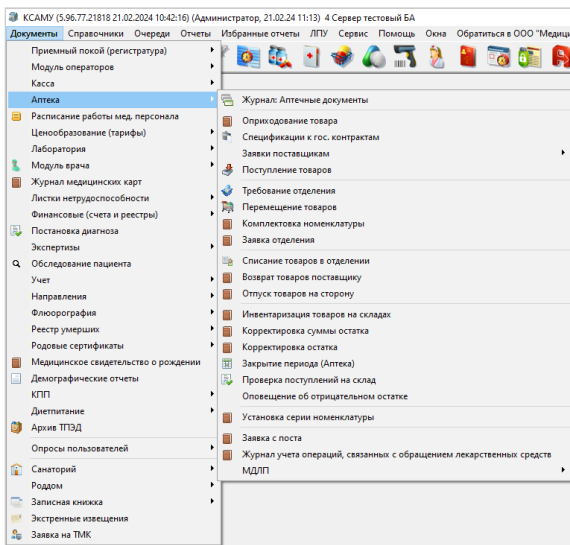 КСАМУ (5.96.77.21818 21.02.2024 10:42:16) (Администратор, 21.02.24 11:13) 4 Сервер тестовый БА
Документы Справочники Очереди Отчеты Избранные отчеты ЛПУ Сервис Помощь Окна Обратиться в ООО "Медици
Приемный покой (регистратура)
Модуль операторов
Касса
Аптека
Расписание работы мед. персонала
Ценообразование (тарифы)
Лаборатория
Модуль врача
Журнал медицинских карт
Листки нетрудоспособности
Финансовые (счета и реестры)
Постановка диагноза
Экспертизы
Обследование пациента
Учет
Направления
Флюорография
Реестр умерших
Родовые сертификаты
Медицинское свидетельство о рождении
Демографические отчеты
КПП
Диетпитание
Архив ТПЭД
Опросы пользователей
Санаторий
Роддом
Записная книжка
Экстренные извещения
Заявка на ТМК
Журнал: Аптечные документы
Оприходование товара
Спецификации к гос. контрактам
Заявки поставщикам
Поступление товаров
Требование отделения
Перемещение товаров
Комплектовка номенклатуры
Заявка отделения
Списание товаров в отделении
Возврат товаров поставщику
Отпуск товаров на сторону
Инвентаризация товаров на складах
Корректировка суммы остатка
Корректировка остатка
Закрытие периода (Аптека)
Проверка поступлений на склад
Оповещение об отрицательном остатке
Установка серии номенклатуры
Заявка с поста
Журнал учета операций, связанных с обращением лекарственных средств
МДЛП